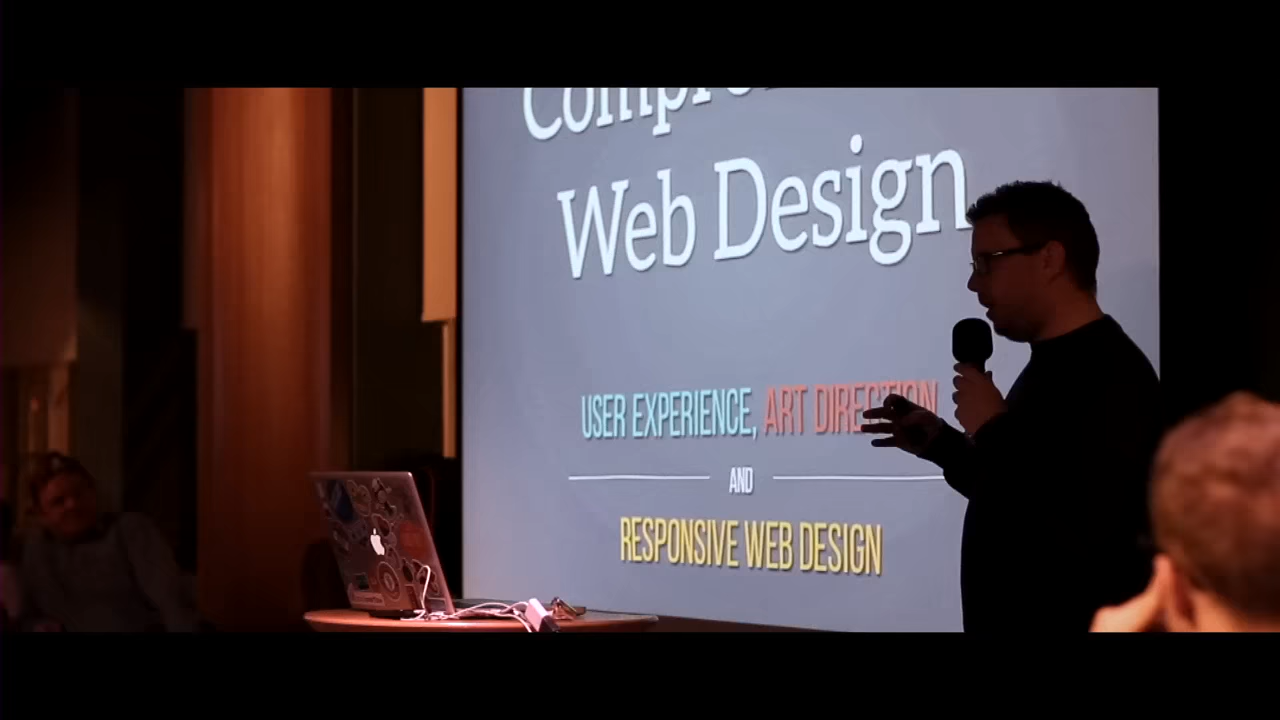 Web Design
USER EXPERIENCE, ART DIRECTION
AND
RESPONSIVE WEB DESIGN